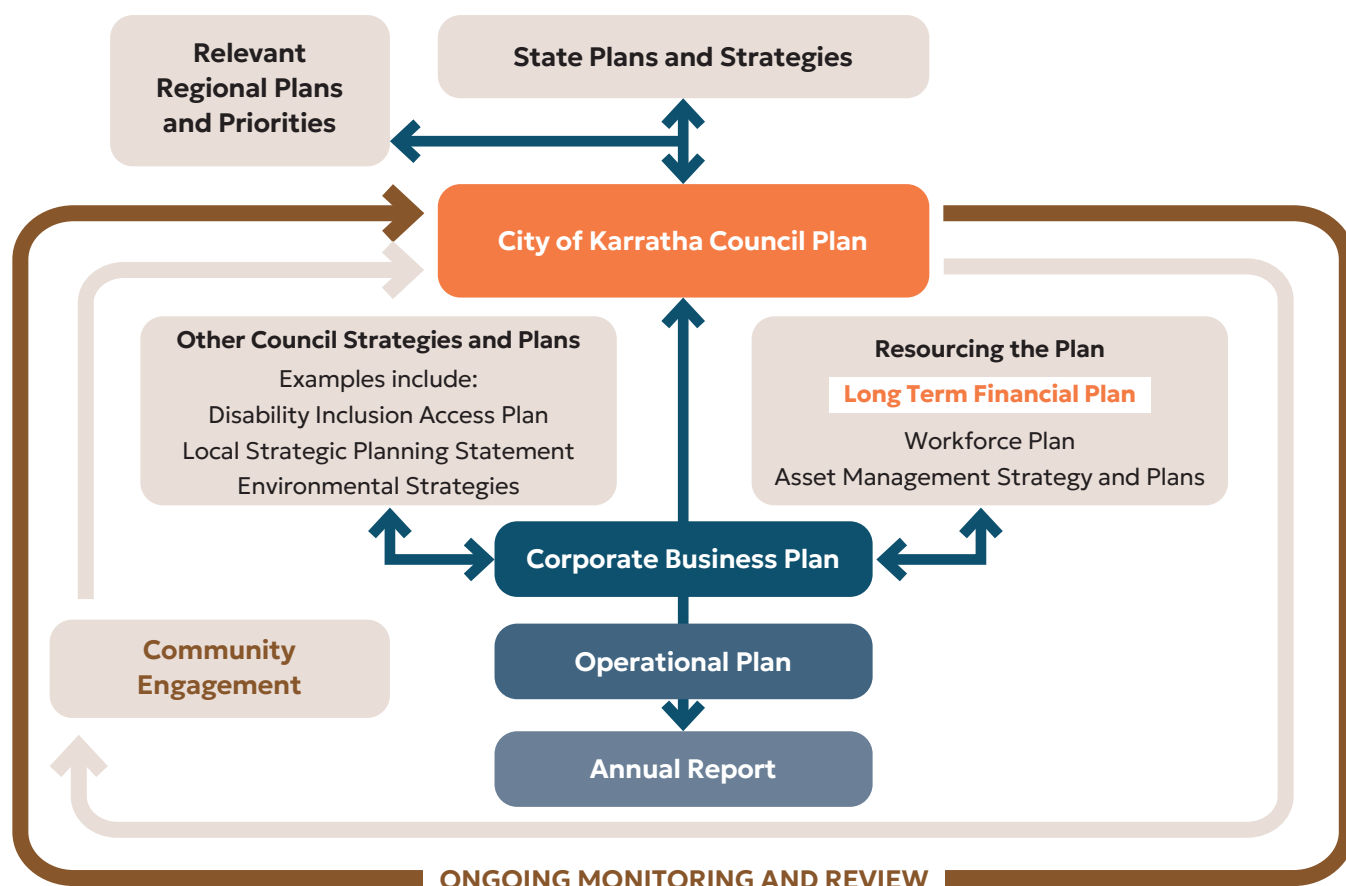 Relevant
Regional Plans
and Priorities
State Plans and Strategies
City of Karratha Council Plan
Other Council Strategies and Plans
Examples include:
Disability Inclusion Access Plan
Local Strategic Planning Statement
Environmental Strategies
Resourcing the Plan
Long Term Financial Plan
Workforce Plan
Asset Management Strategy and Plans
Corporate Business Plan
Community
Engagement
Operational Plan
Annual Report
ONGOING MONITORING AND REVIEW